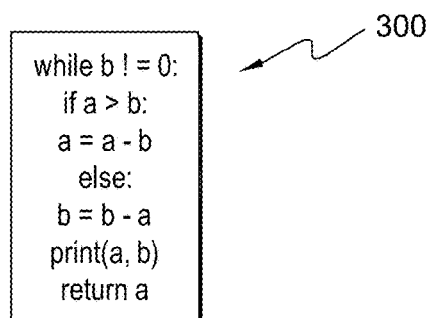 300
while b ! = 0:
if a > b:
a = a - b
else:
b = b - a
print(a, b)
return a